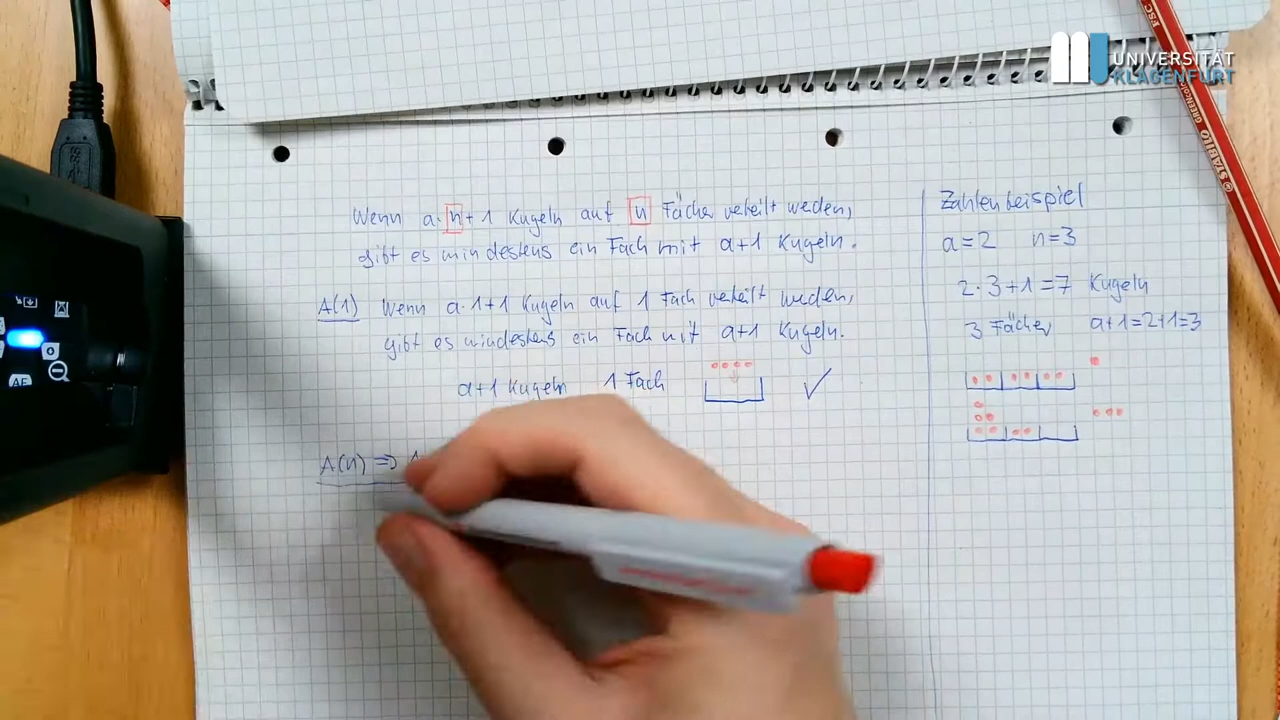 UNIVERSITÄT
KLAGENFURT
Wenn a·n+1 Kugeln auf n Fächer verteilt werden,
gibt es mindestens ein Fach mit a+1 Kugeln.
A(1) Wenn a·1+1 Kugeln auf 1 Fach verteilt werden,
gibt es mindestens ein Fach mit a+1 Kugeln.
a+1 Kugeln 1 Fach ✓
A(n) ⇒
Zahlenbeispiel
a=2 n=3
2·3+1=7 Kugeln
3 Fächer a+1=2+1=3
STABILO
AF